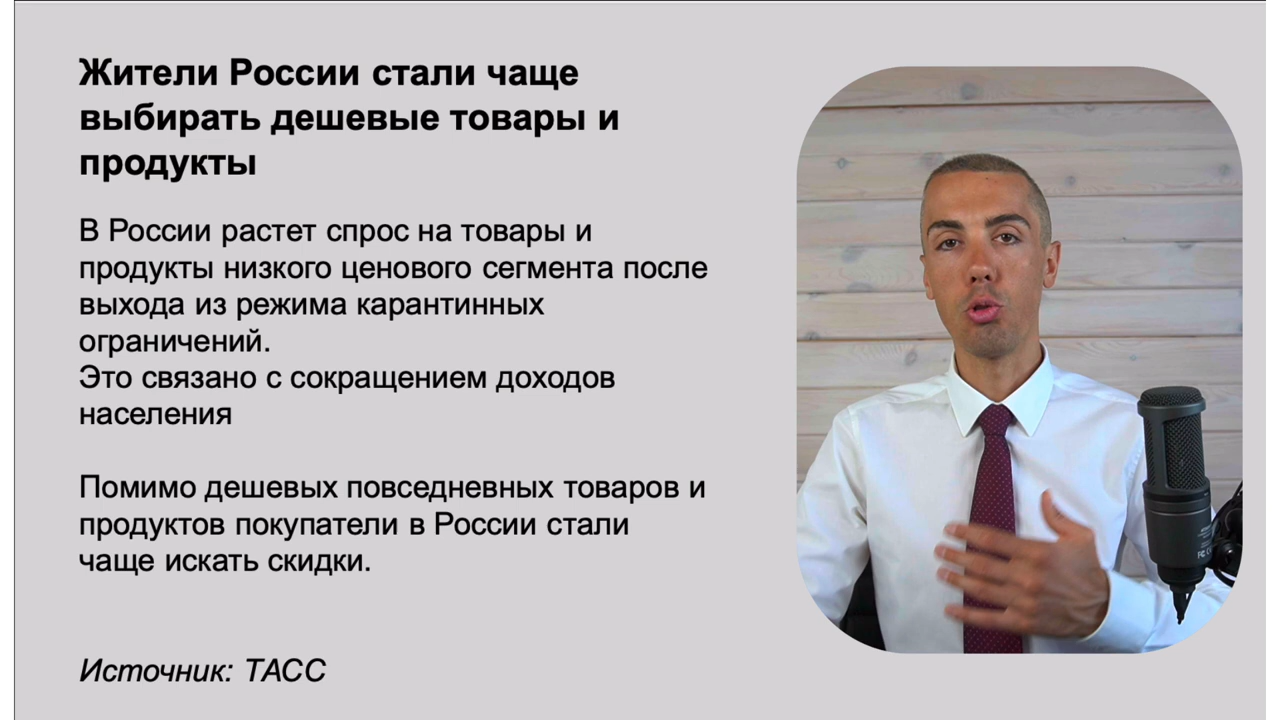 Жители России стали чаще
выбирать дешевые товары и
продукты
В России растет спрос на товары и
продукты низкого ценового сегмента после
выхода из режима карантинных
ограничений.
Это связано с сокращением доходов
населения
Помимо дешевых повседневных товаров и
продуктов покупатели в России стали
чаще искать скидки.
Источник: ТАСС